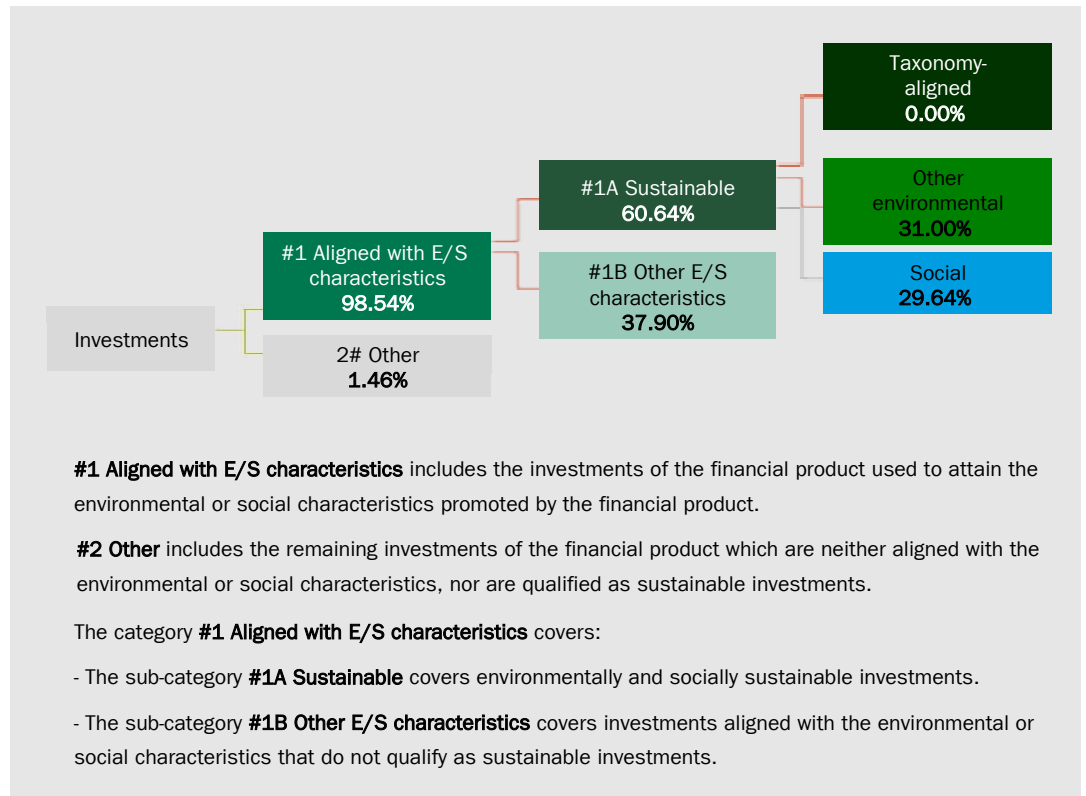 Taxonomy-
aligned
0.00%
#1A Sustainable
60.64%
Other
environmental
31.00%
#1 Aligned with E/S
characteristics
98.54%
#1B Other E/S
characteristics
37.90%
Social
29.64%
Investments
2# Other
1.46%
#1 Aligned with E/S characteristics includes the investments of the financial product used to attain the
environmental or social characteristics promoted by the financial product.
#2 Other includes the remaining investments of the financial product which are neither aligned with the
environmental or social characteristics, nor are qualified as sustainable investments.
The category #1 Aligned with E/S characteristics covers:
- The sub-category #1A Sustainable covers environmentally and socially sustainable investments.
- The sub-category #1B Other E/S characteristics covers investments aligned with the environmental or
social characteristics that do not qualify as sustainable investments.